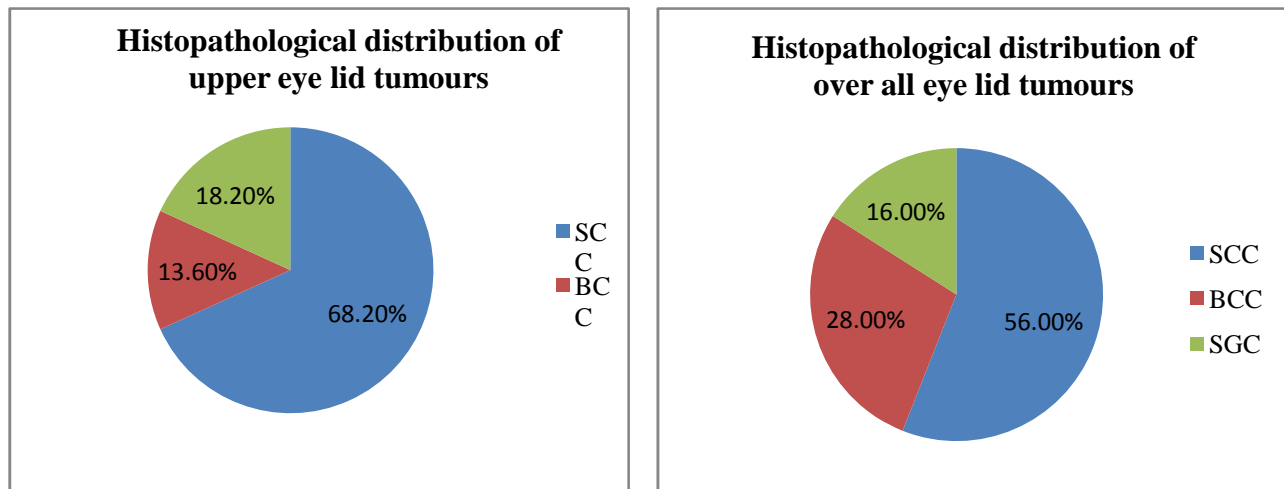 Histopathological distribution of
upper eye lid tumours
18.20%
13.60%
68.20%
SC
C
BC
C
Histopathological distribution of
over all eye lid tumours
16.00%
28.00%
56.00%
SCC
BCC
SGC